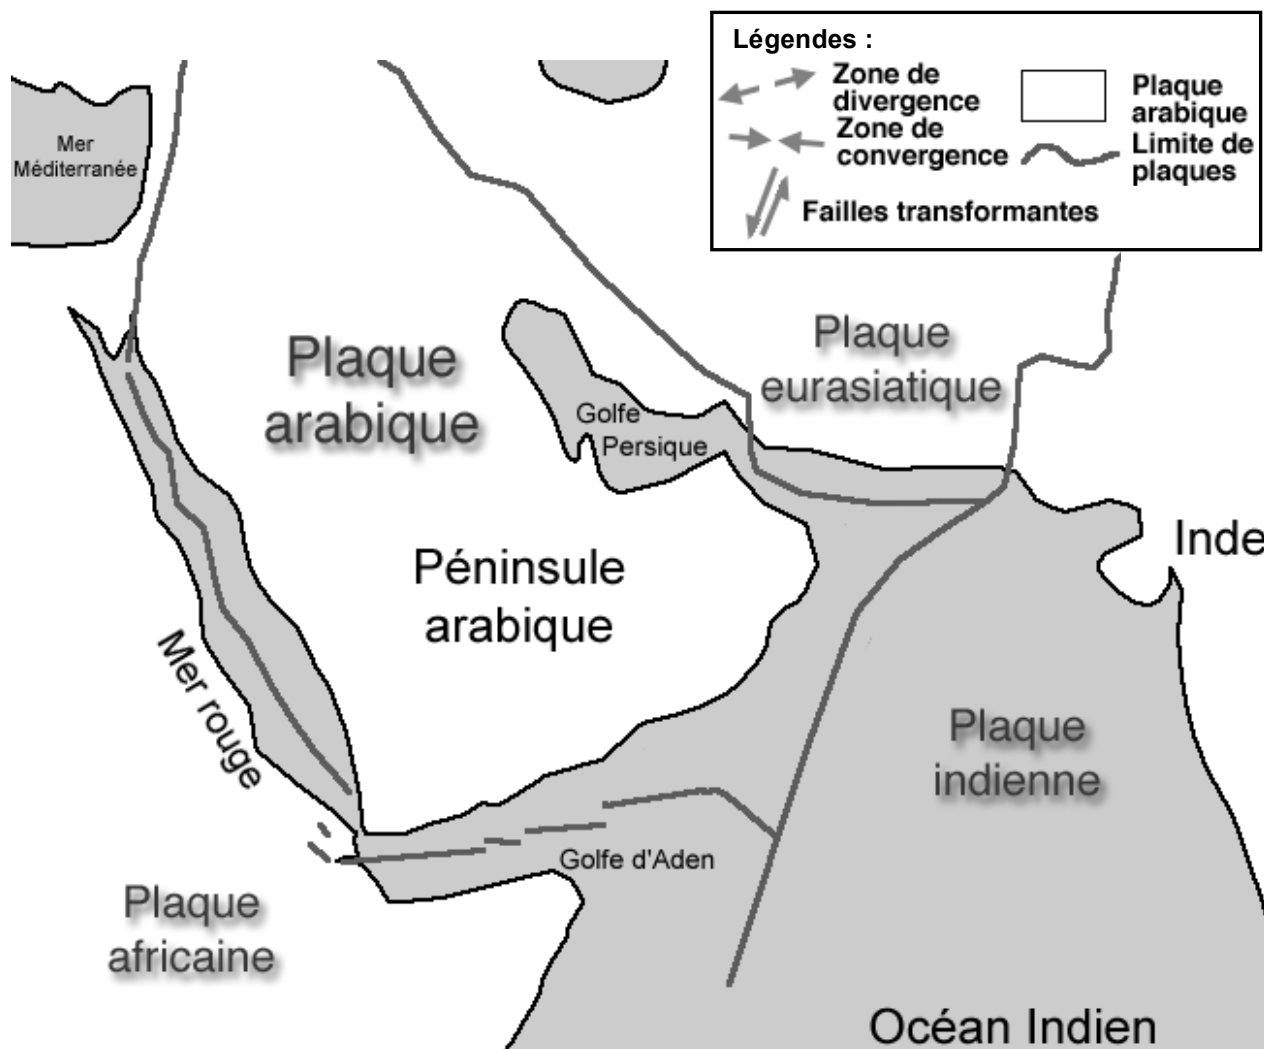 Légendes :
Zone de
divergence
Zone de
convergence
Failles transformantes
Plaque
arabique
Limite de
plaques
Mer
Méditerranée
Plaque
arabique
Plaque
eurasiatique
Golfe
Persique
Inde
Péninsule
arabique
Mer rouge
Plaque
indienne
Golfe d'Aden
Plaque
africaine
Océan Indien